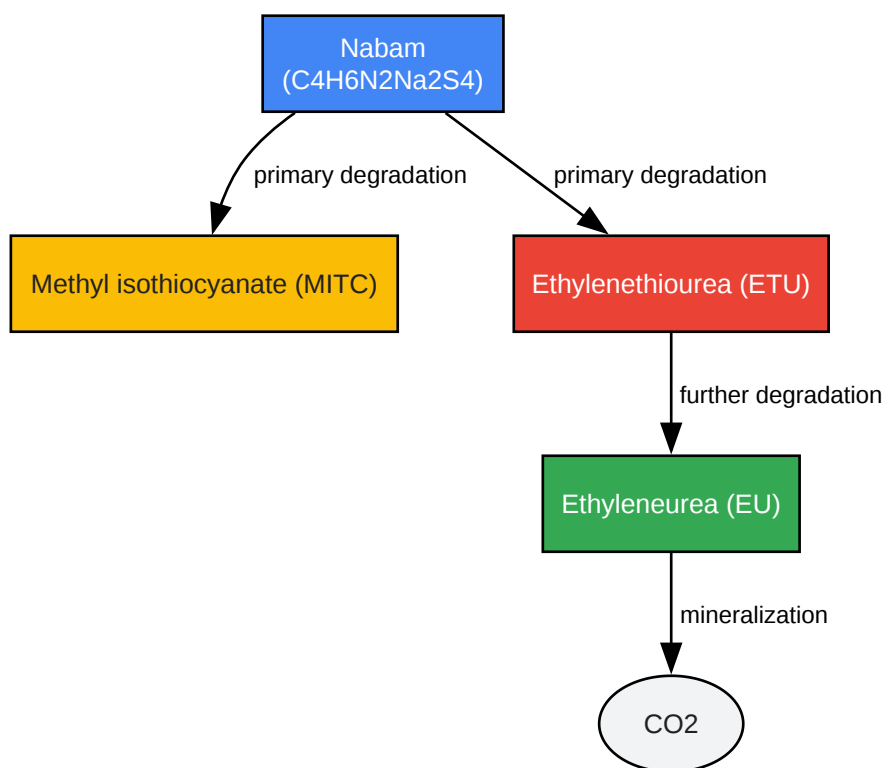 Nabam
(C4H6N2Na2S4)
primary degradation
primary degradation
Methyl isothiocyanate (MITC)
Ethylenethiourea (ETU)
further degradation
Ethyleneurea (EU)
mineralization
CO2